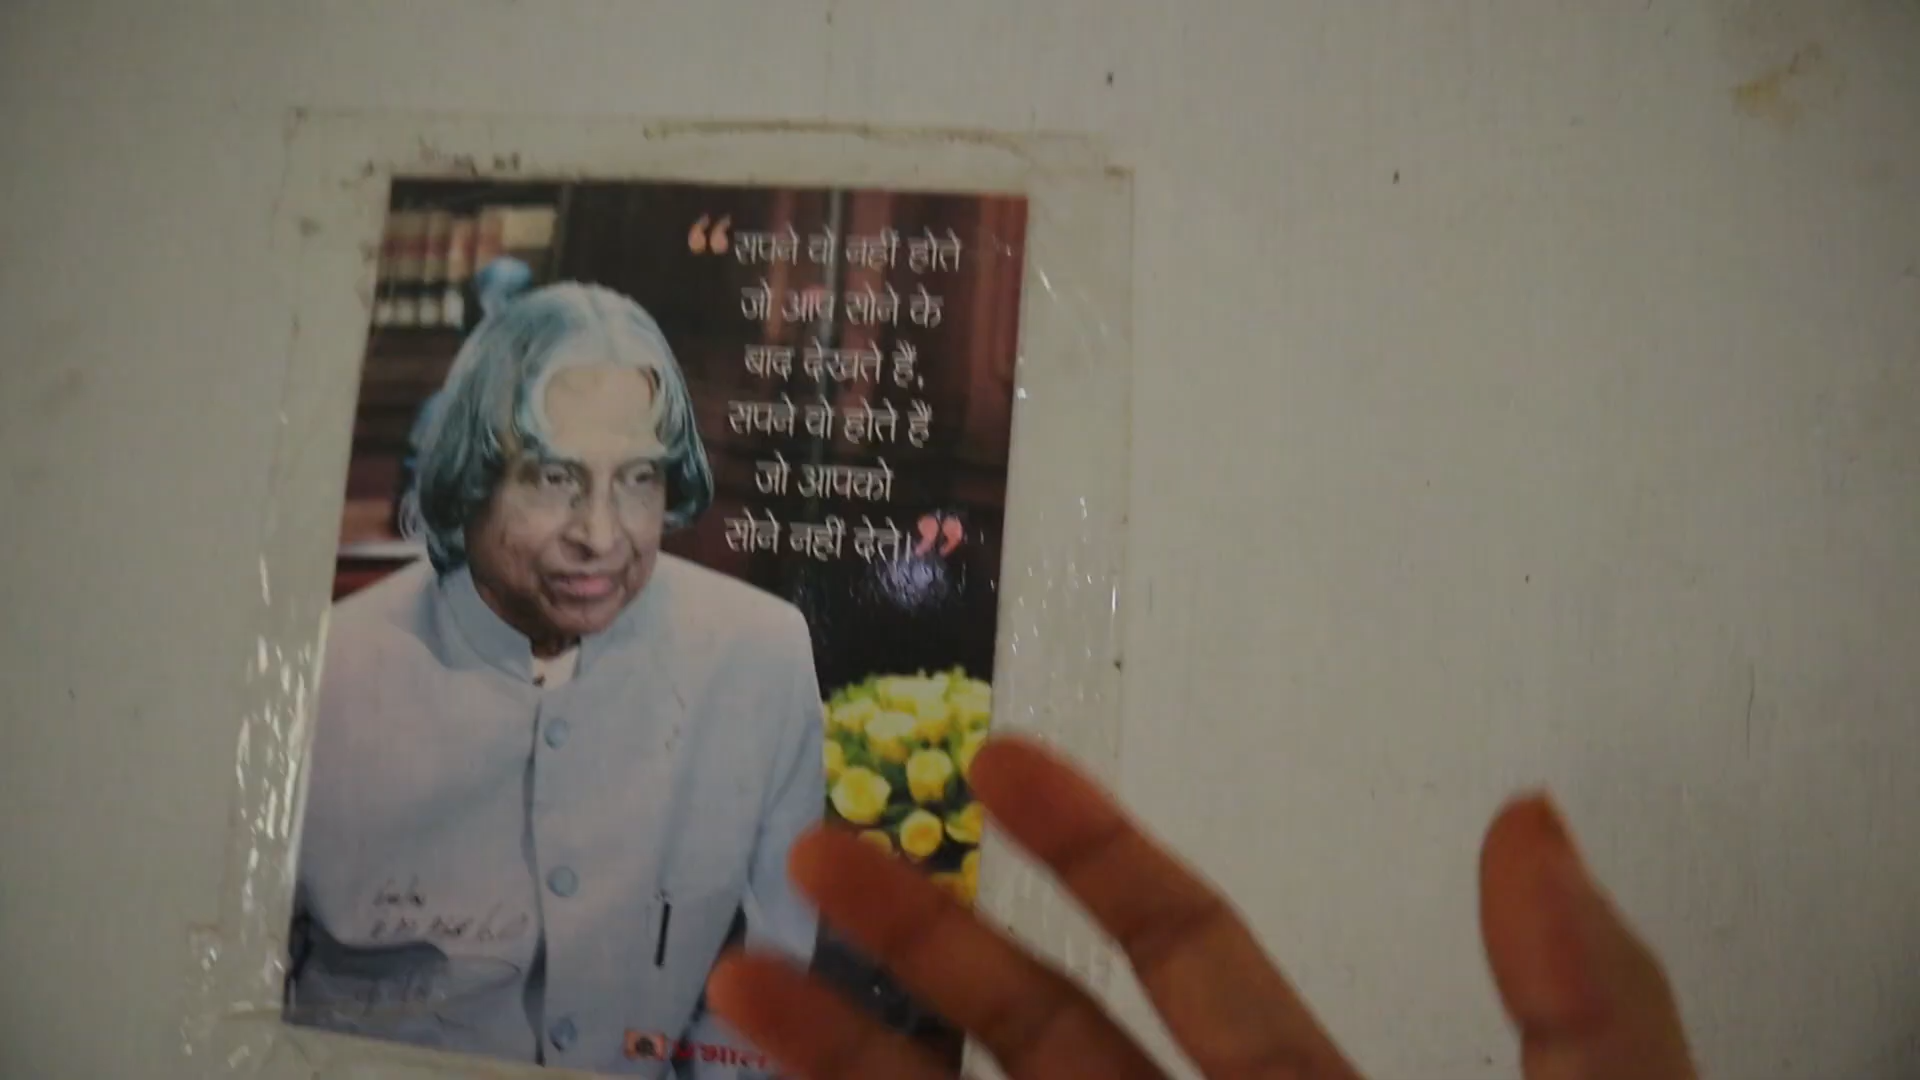 “सपने वो नहीं होते
जो आप सोने के
बाद देखते हैं,
सपने वो होते हैं
जो आपको
सोने नहीं देते।”